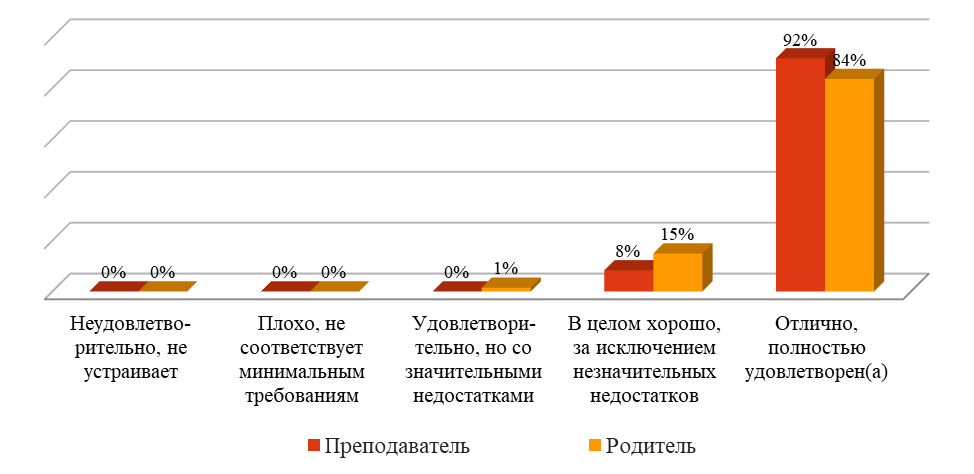 92%
84%
15%
8%
1%
0%
0%
0%
0%
0%
Неудовлетво-
рительно, не
устраивает
Плохо, не
соответствует
минимальным
требованиям
Удовлетвори-
тельно, но со
значительными
недостатками
В целом хорошо,
за исключением
незначительных
недостатков
Отлично,
полностью
удовлетворен(а)
Преподаватель
Родитель